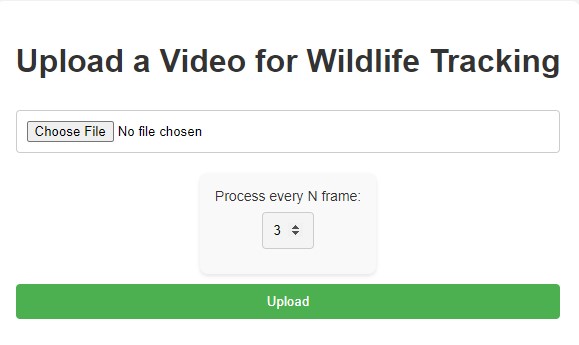 Upload a Video for Wildlife Tracking
Choose File No file chosen
Process every N frame:
3
Upload